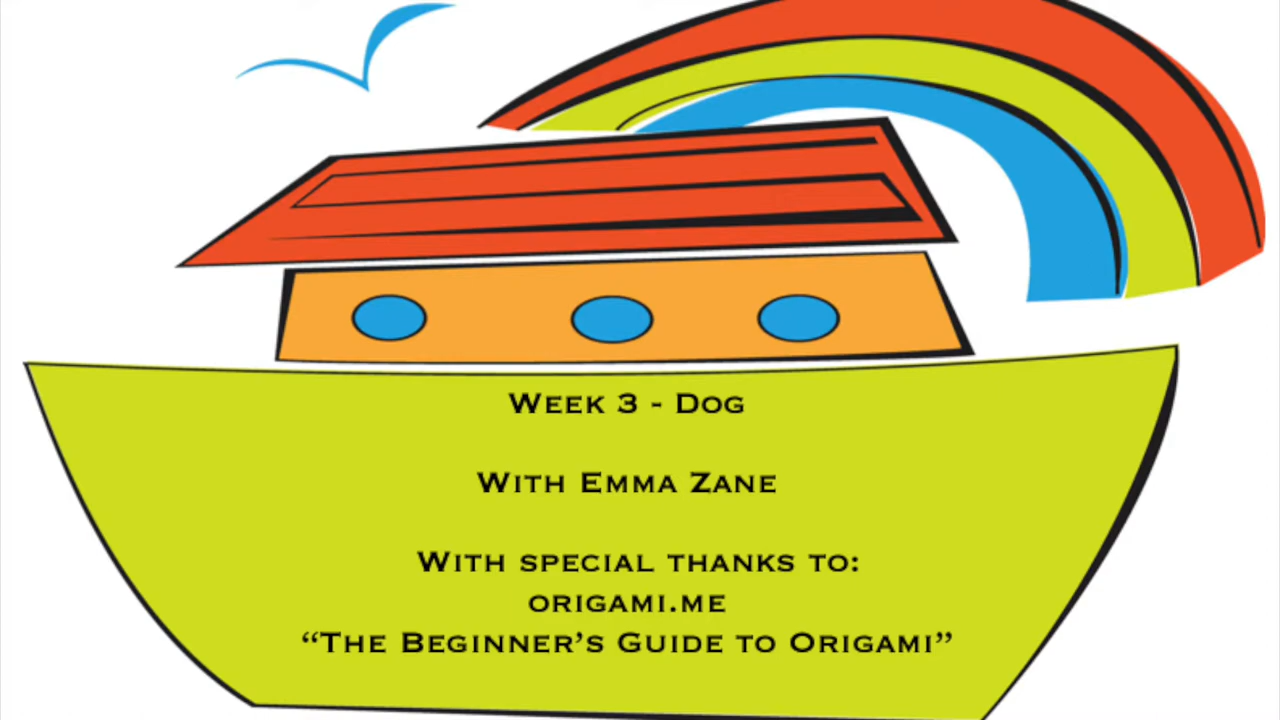 Week 3 - Dog
With Emma Zane
With special thanks to:
origami.me
“The Beginner’s Guide to Origami”